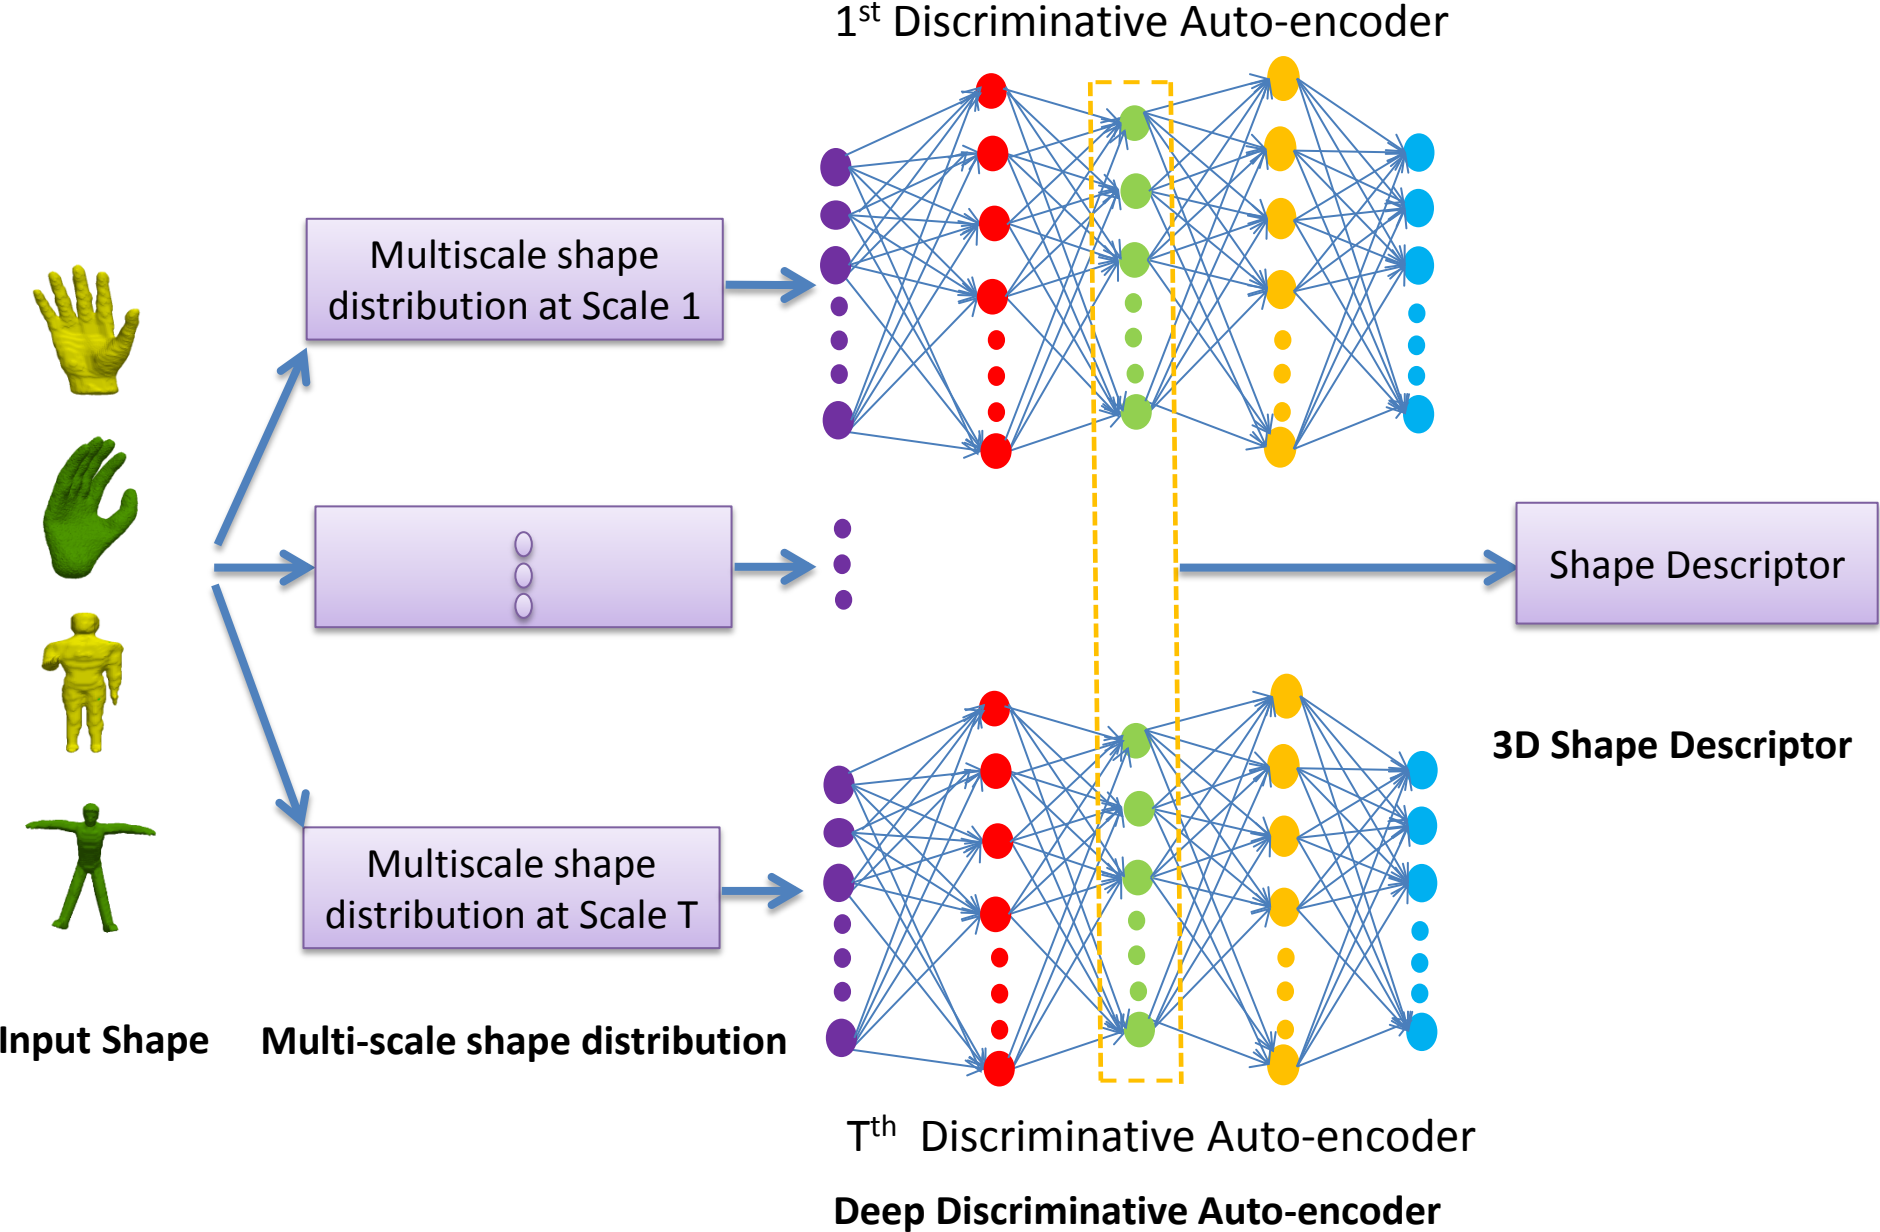 1st Discriminative Auto-encoder
Multiscale shape
distribution at Scale 1
Shape Descriptor
3D Shape Descriptor
Multiscale shape
distribution at Scale T
Input Shape
Multi-scale shape distribution
Tth Discriminative Auto-encoder
Deep Discriminative Auto-encoder